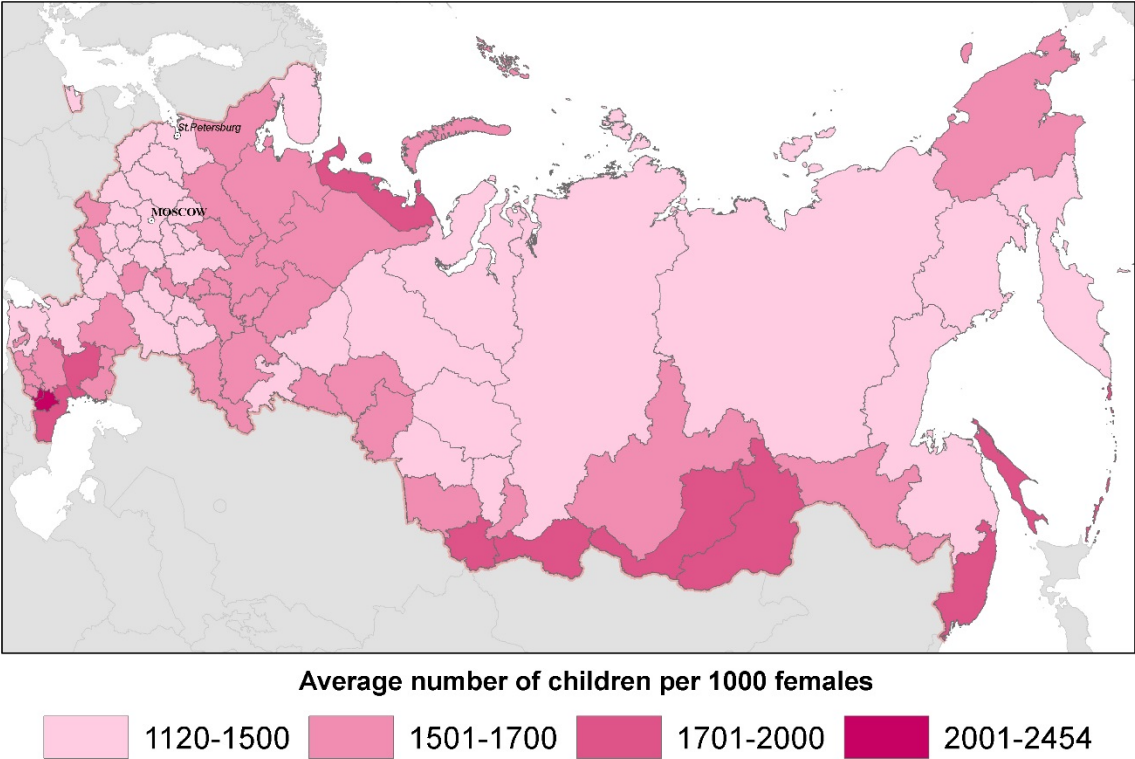 St.Petersburg
MOSCOW
Average number of children per 1000 females
1120-1500 1501-1700 1701-2000 2001-2454